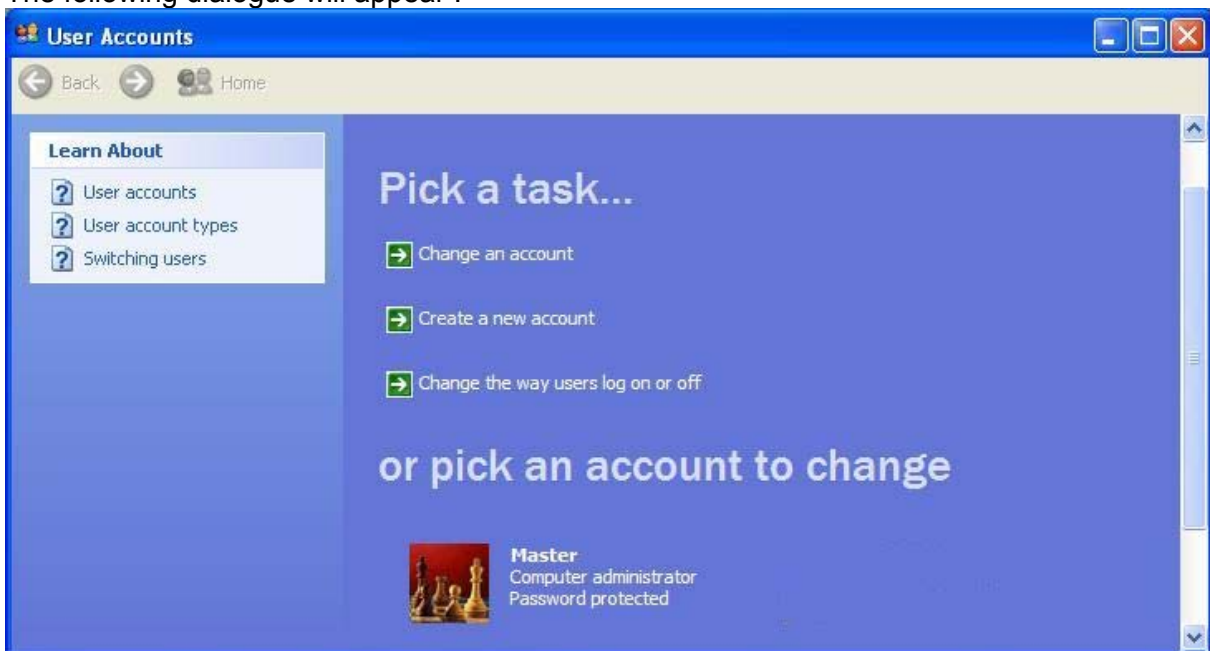 The following dialogue will appear :
User Accounts
Back
Home
Learn About
User accounts
User account types
Switching users
Pick a task...
Change an account
Create a new account
Change the way users log on or off
or pick an account to change
Master
Computer administrator
Password protected